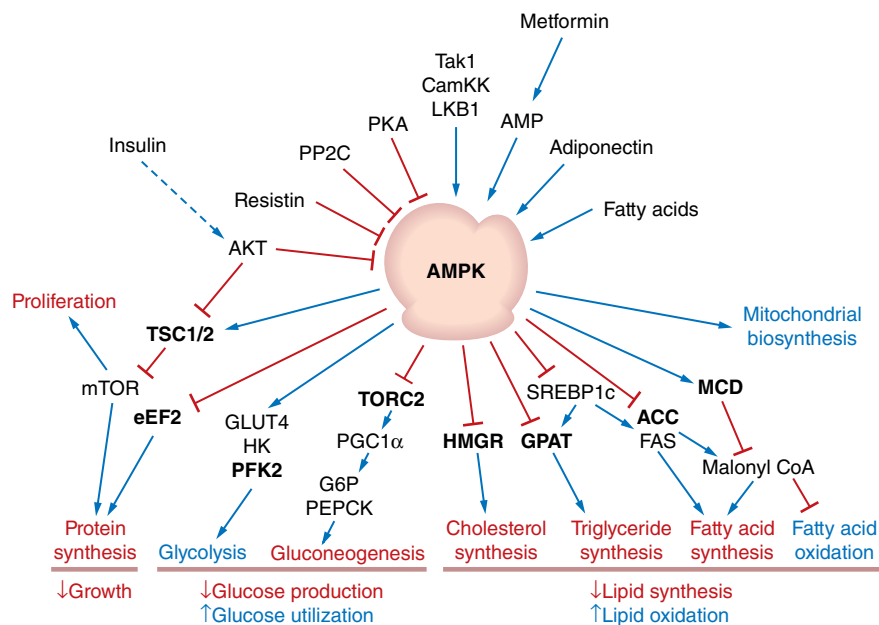 Metformin
Tak1
CamKK
LKB1
AMP
PKA
Insulin
PP2C
Adiponectin
Resistin
Fatty acids
AKT
AMPK
Proliferation
TSC1/2
Mitochondrial
biosynthesis
mTOR
eEF2
GLUT4
HK
PFK2
TORC2
PGC1α
G6P
PEPCK
HMGR
GPAT
SREBP1c
ACC
FAS
MCD
Malonyl CoA
Protein
synthesis
Glycolysis
Gluconeogenesis
Cholesterol
synthesis
Triglyceride
synthesis
Fatty acid
synthesis
Fatty acid
oxidation
↓Growth
↓Glucose production
↑Glucose utilization
↓Lipid synthesis
↑Lipid oxidation